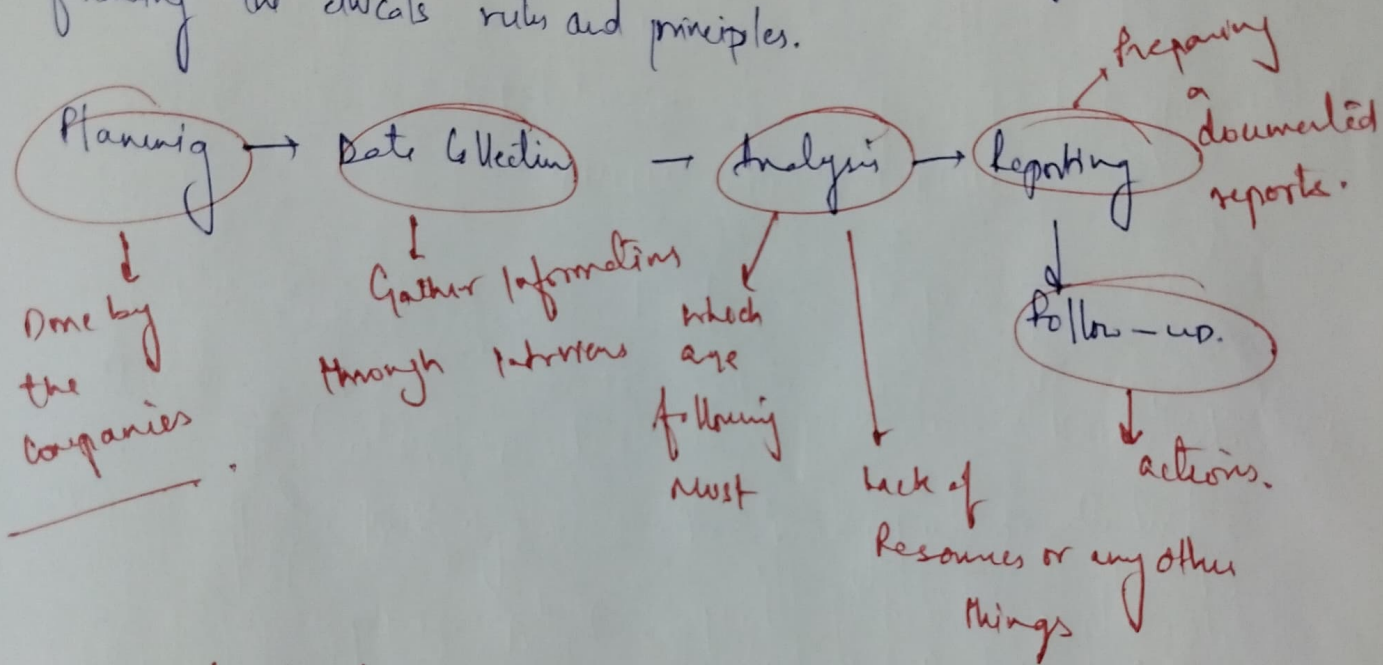 rules and principles.
Planning → Data Collection → Analysis → Reporting
Preparing
a
documented
reports.
Done by
the
Companies
Gather Informations
through Interviews
which
are
following
most
Lack of
Resources or any other
things
Follow-up.
actions.